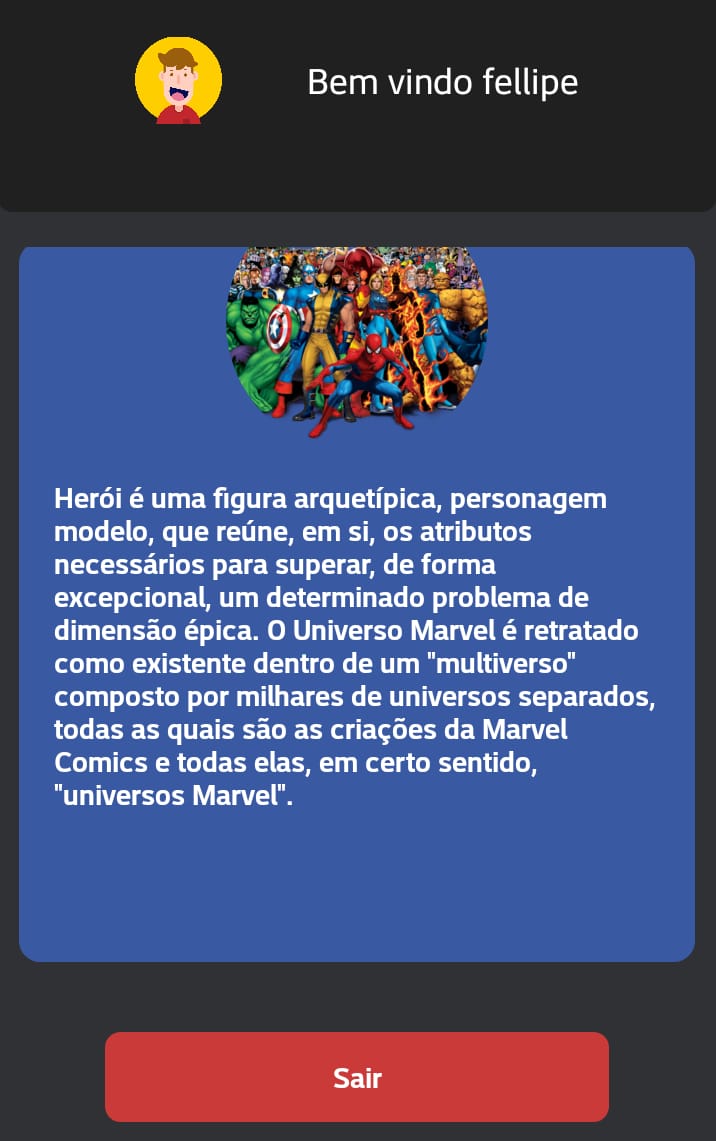 Bem vindo fellipe
Herói é uma figura arquetípica, personagem
modelo, que reúne, em si, os atributos
necessários para superar, de forma
excepcional, um determinado problema de
dimensão épica. O Universo Marvel é retratado
como existente dentro de um "multiverso"
composto por milhares de universos separados,
todas as quais são as criações da Marvel
Comics e todas elas, em certo sentido,
"universos Marvel".
Sair